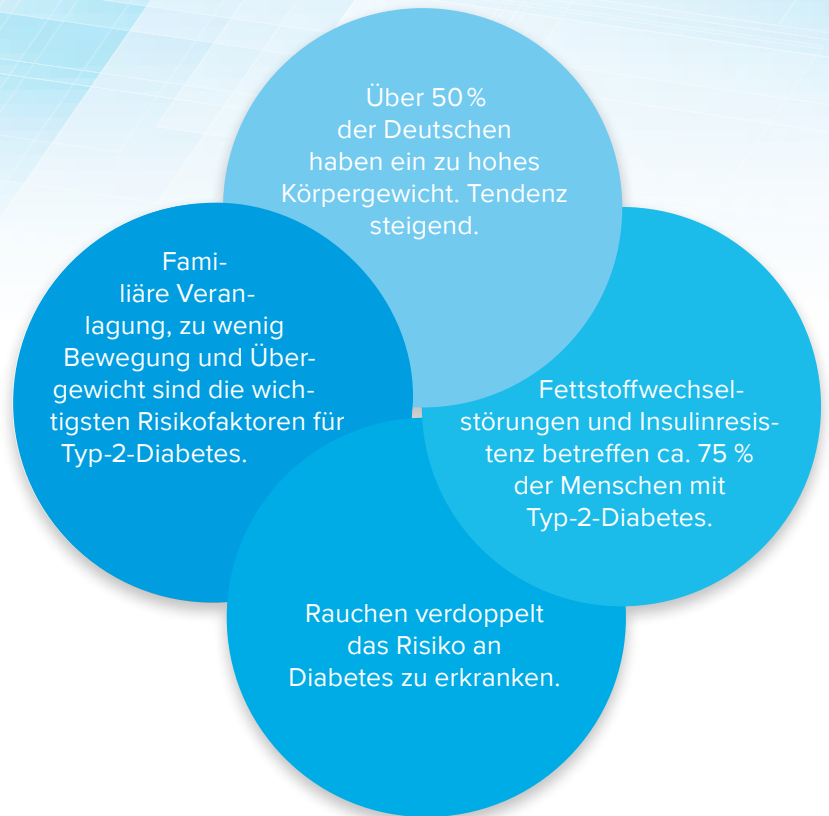 Über 50 %
der Deutschen
haben ein zu hohes
Körpergewicht. Tendenz
steigend.
Fami-
liäre Veran-
lagung, zu wenig
Bewegung und Über-
gewicht sind die wich-
tigsten Risikofaktoren für
Typ-2-Diabetes.
Fettstoffwechsel-
störungen und Insulinresis-
tenz betreffen ca. 75 %
der Menschen mit
Typ-2-Diabetes.
Rauchen verdoppelt
das Risiko an
Diabetes zu erkranken.